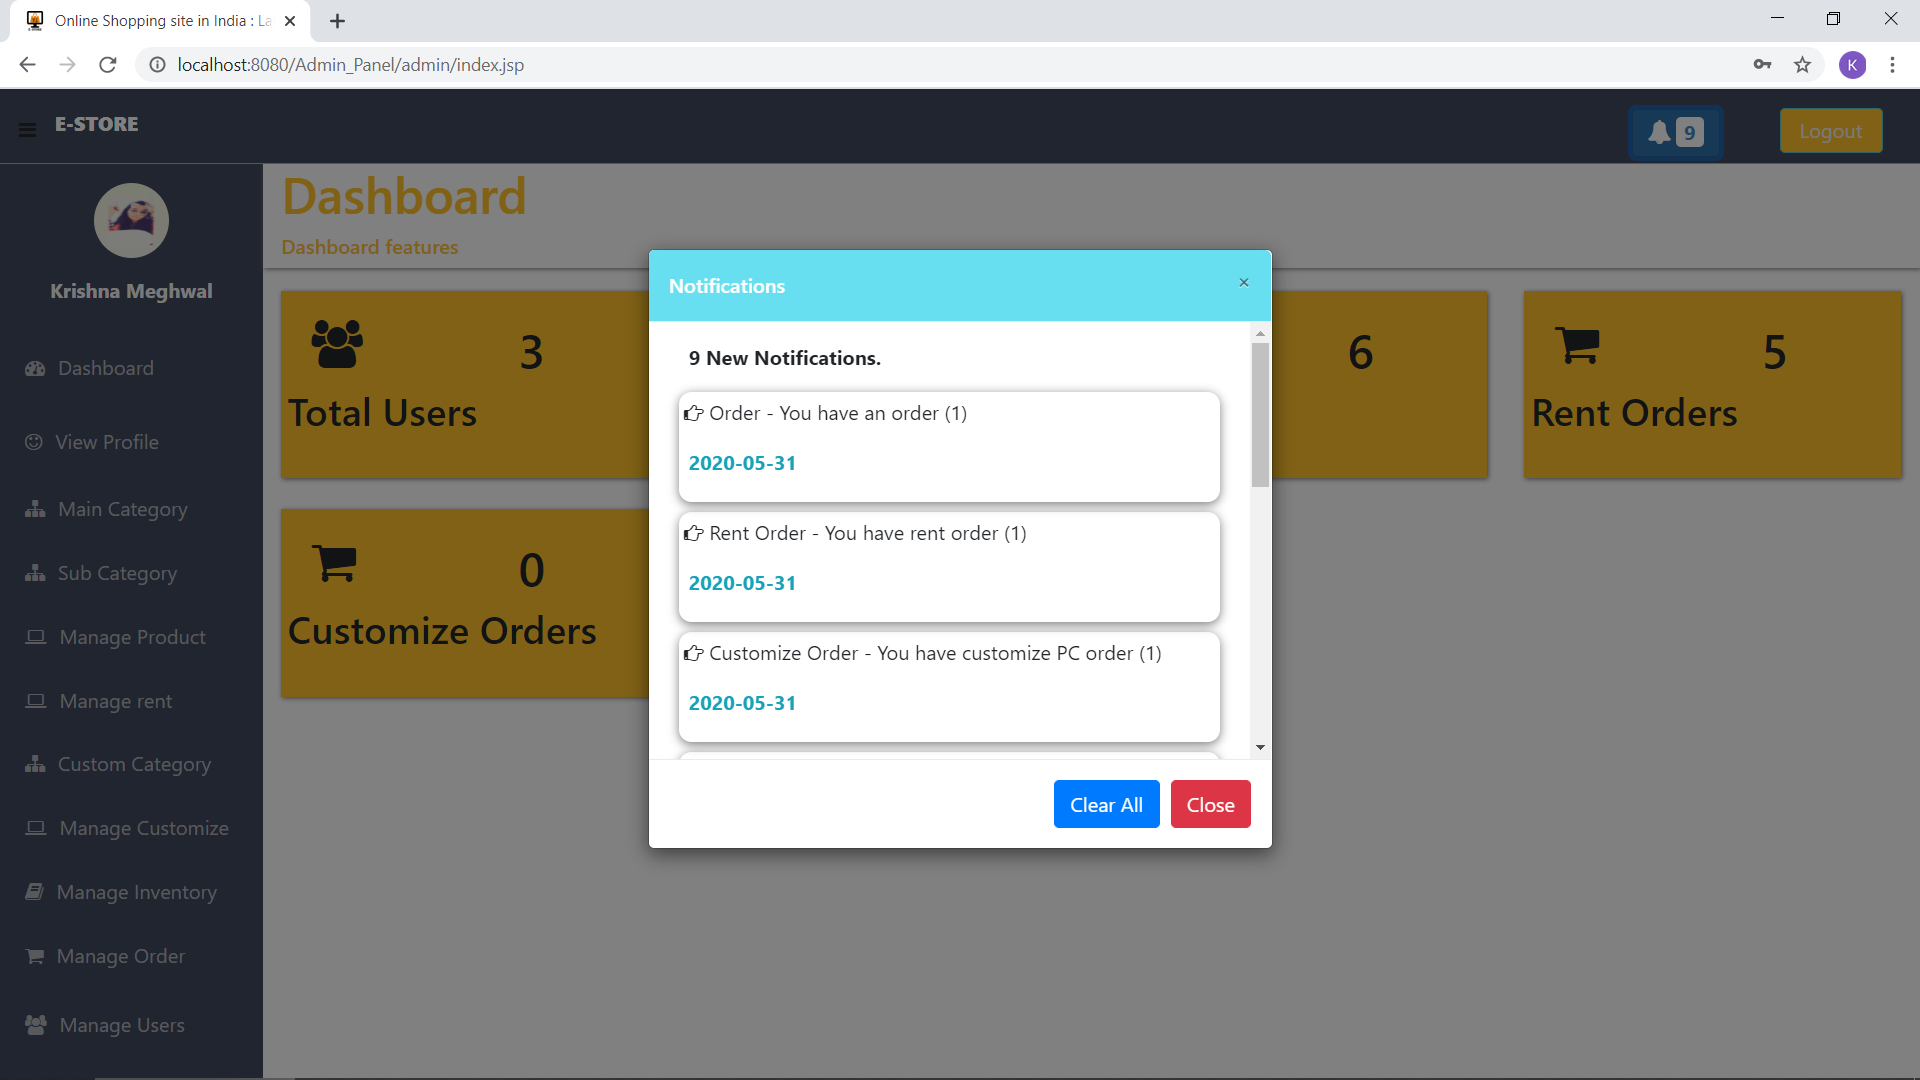 Online Shopping site in India : La
localhost:8080/Admin_Panel/admin/index.jsp
K
E-STORE
9
Logout
Krishna Meghwal
Dashboard
View Profile
Main Category
Sub Category
Manage Product
Manage rent
Custom Category
Manage Customize
Manage Inventory
Manage Order
Manage Users
Dashboard
Dashboard features
3
Total Users
6
5
Rent Orders
0
Customize Orders
Notifications
×
9 New Notifications.
Order - You have an order (1)
2020-05-31
Rent Order - You have rent order (1)
2020-05-31
Customize Order - You have customize PC order (1)
2020-05-31
Clear All
Close